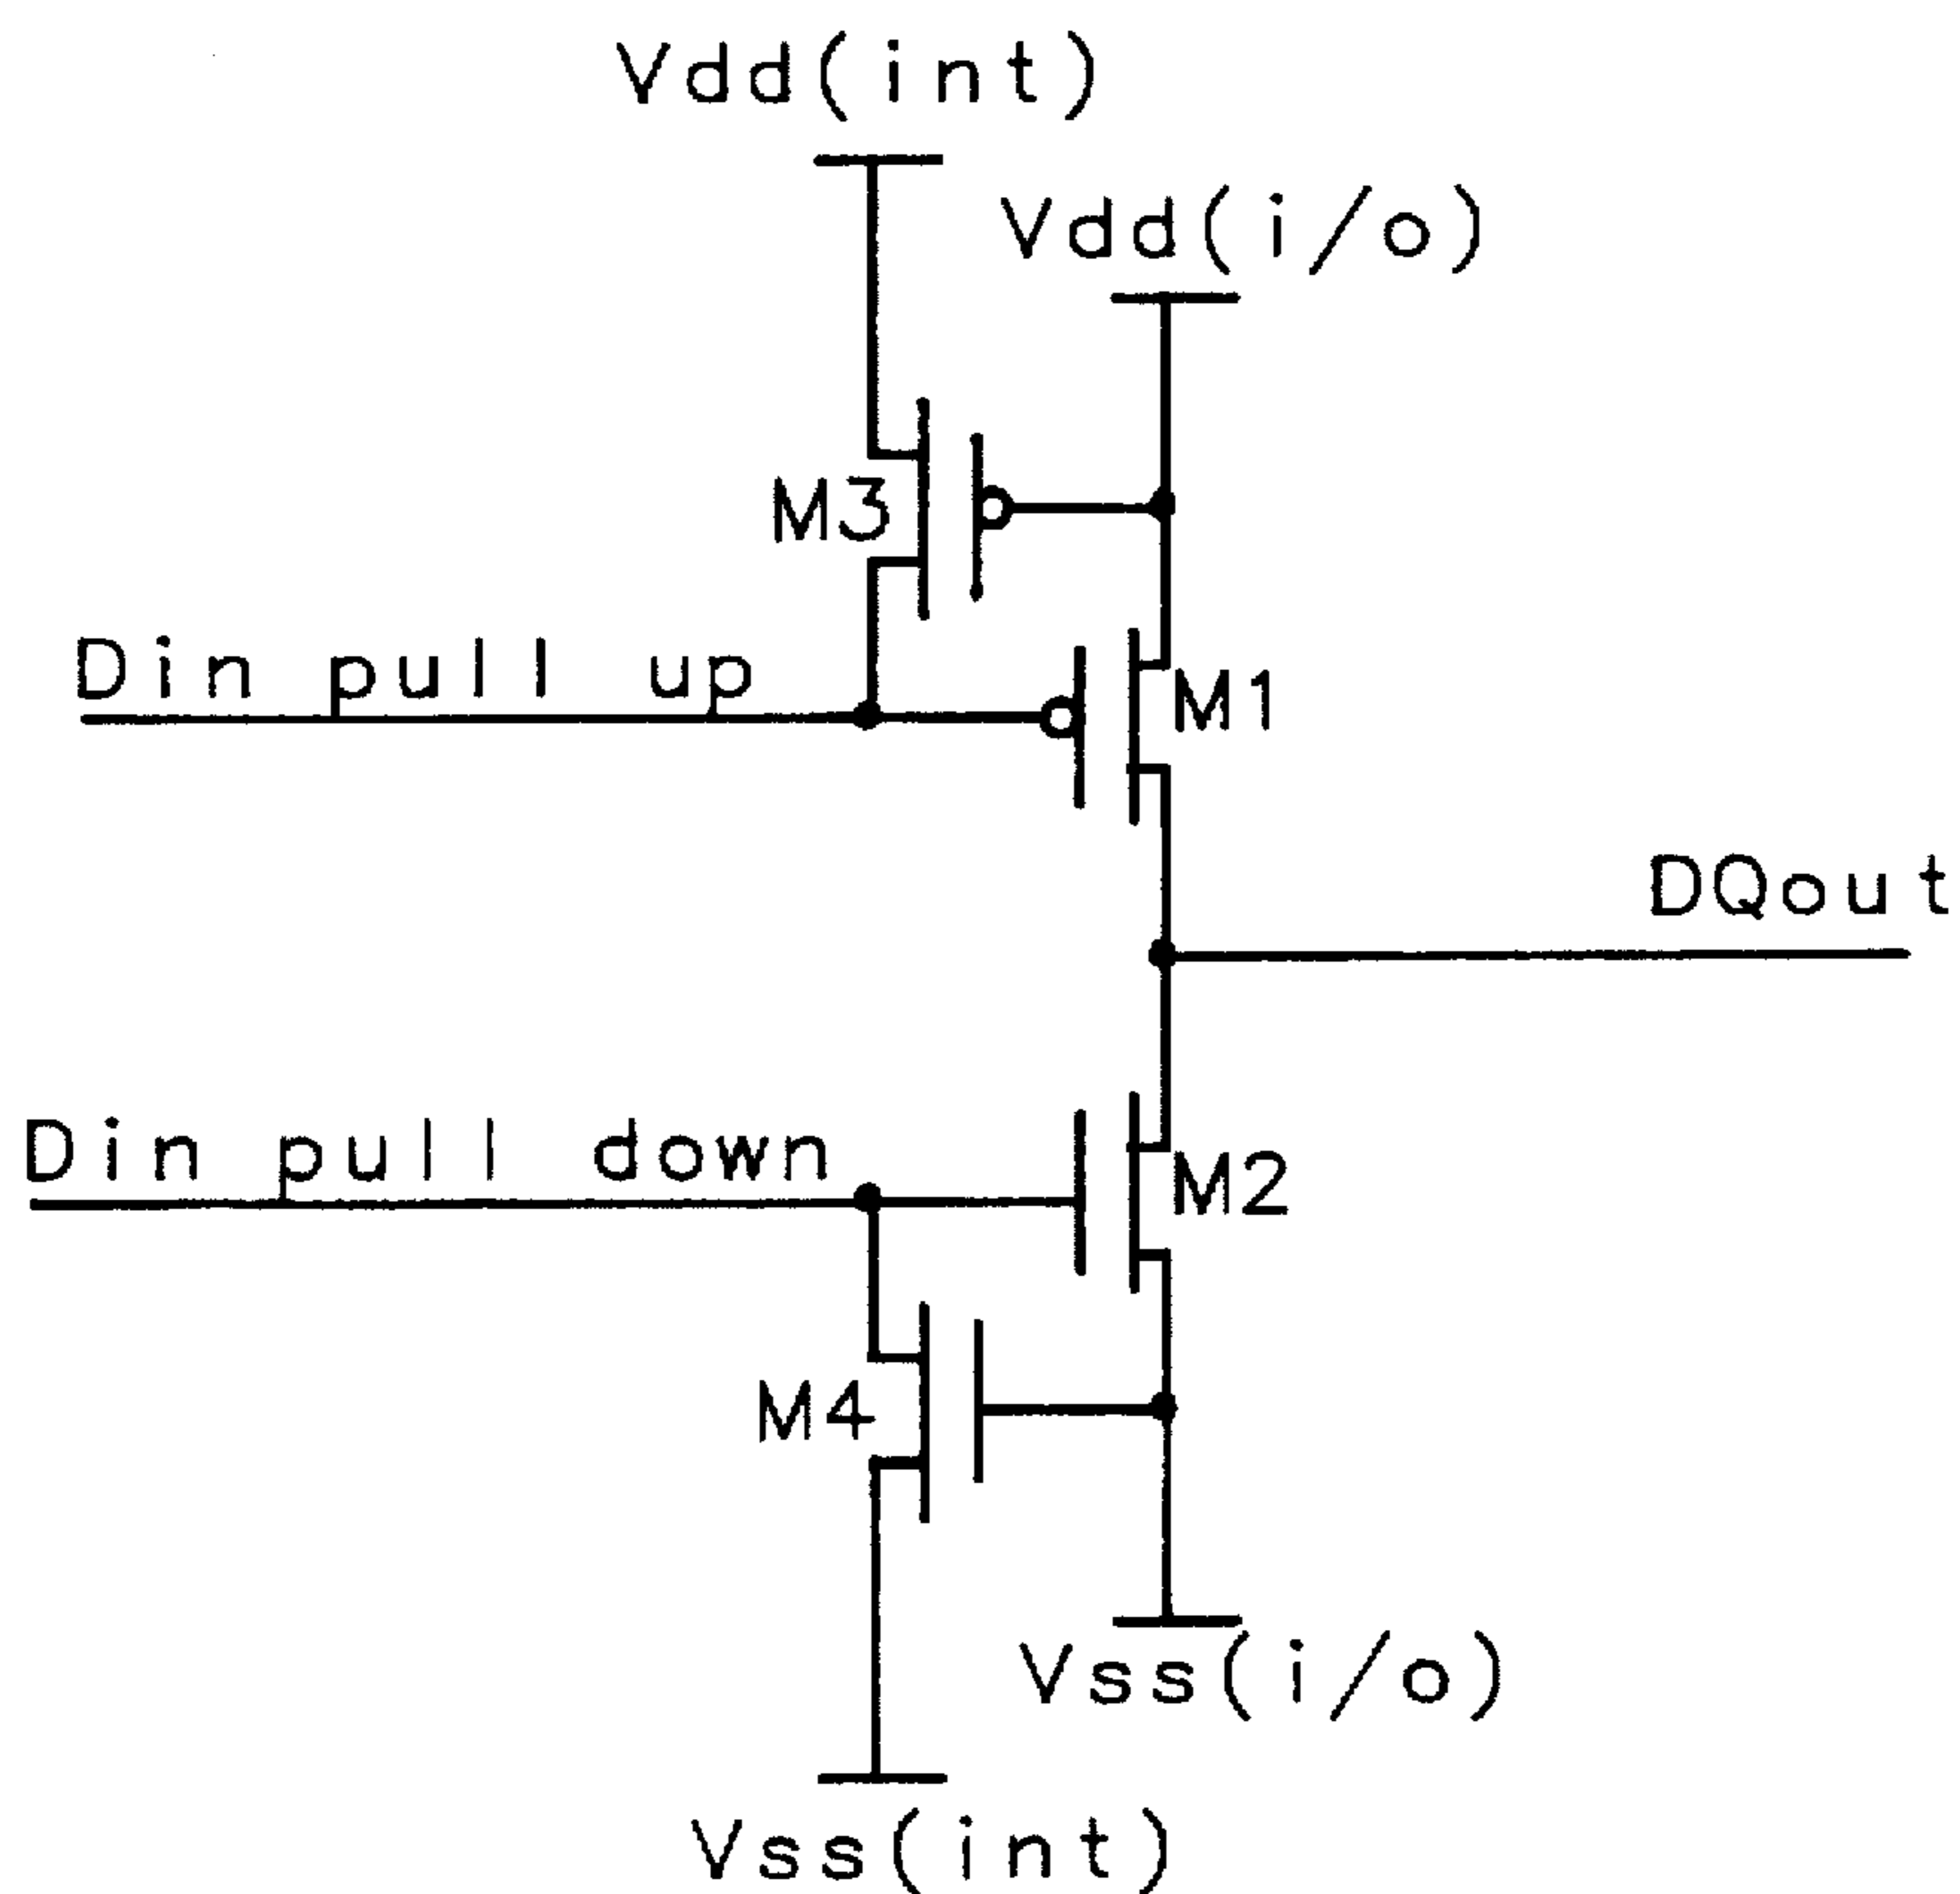 Vdd(int)
Vdd(i/o)
M3
Din pull up
M1
DQout
Din pull down
M2
M4
Vss(i/o)
Vss(int)